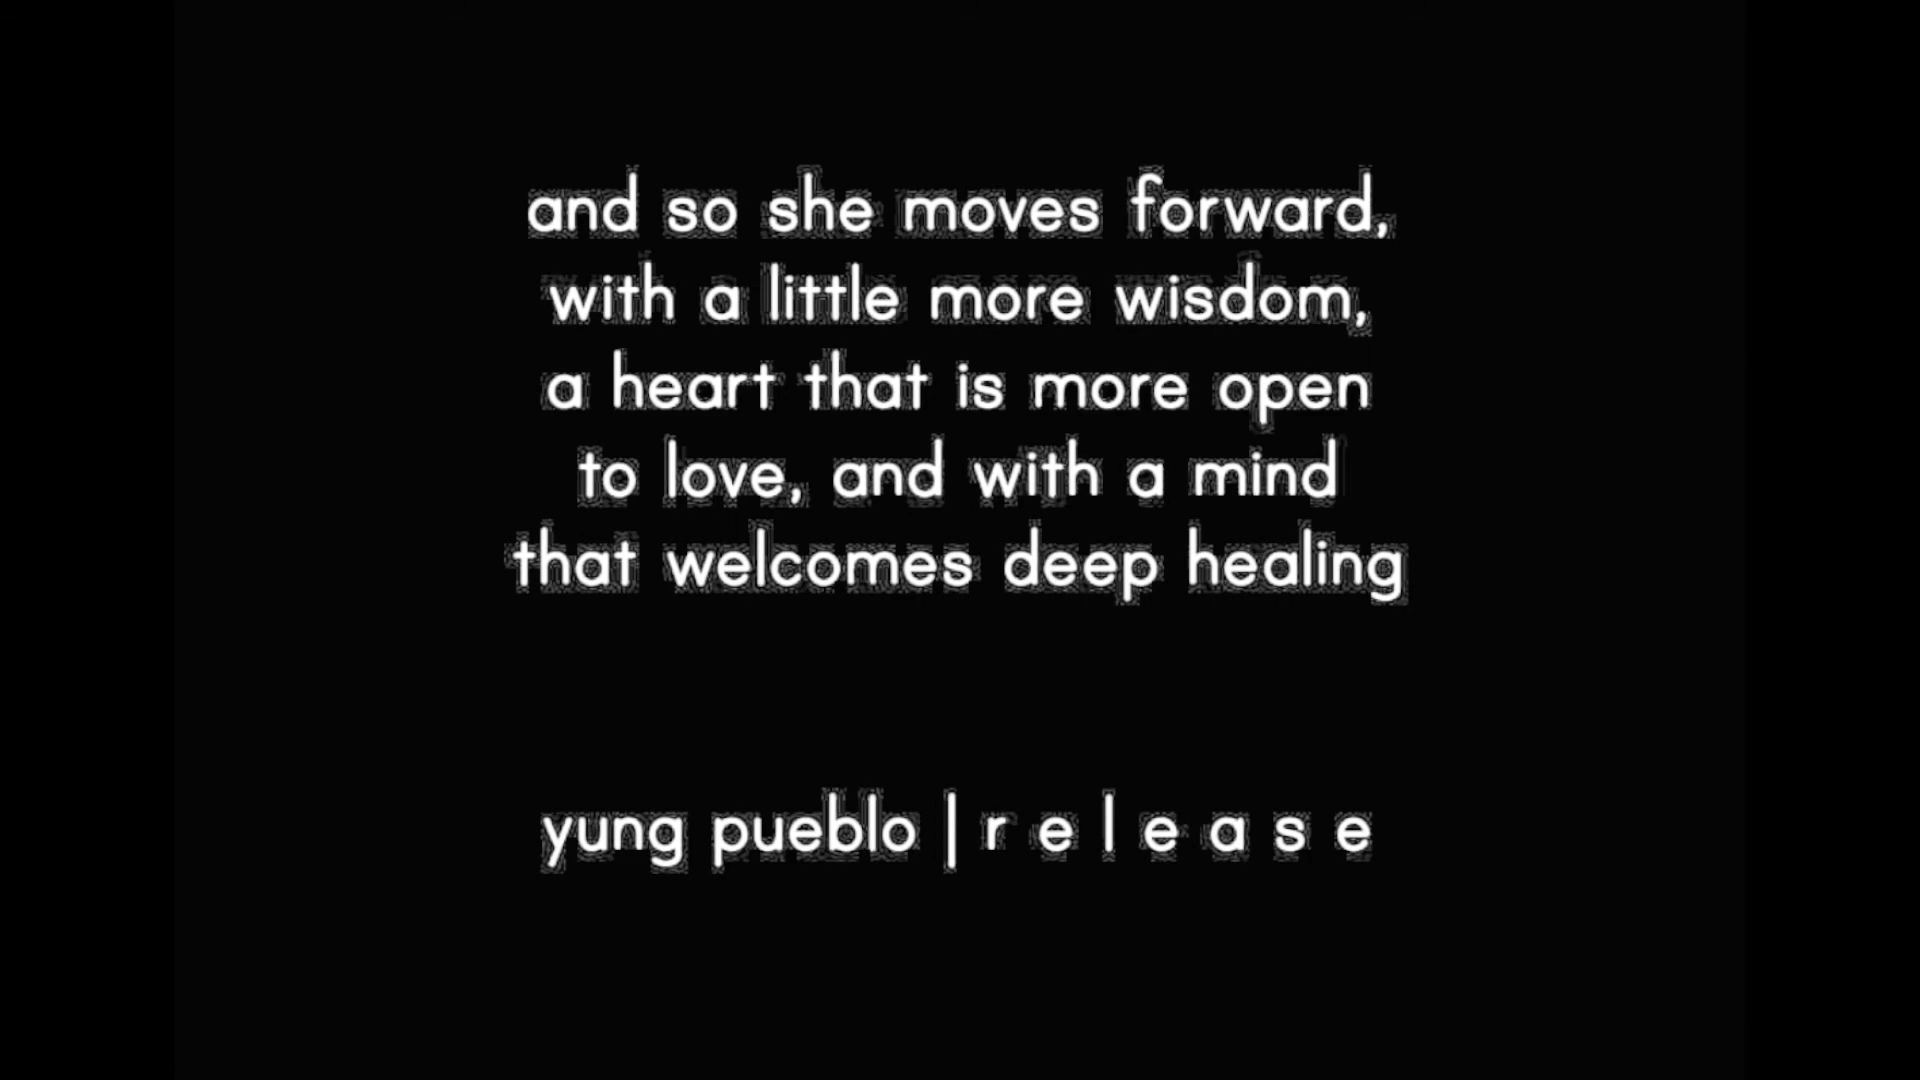 and so she moves forward,
with a little more wisdom,
a heart that is more open
to love, and with a mind
that welcomes deep healing
yung pueblo | r e l e a s e